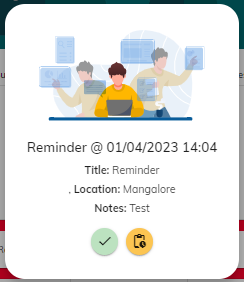 Reminder @ 01/04/2023 14:04
Title: Reminder
, Location: Mangalore
Notes: Test